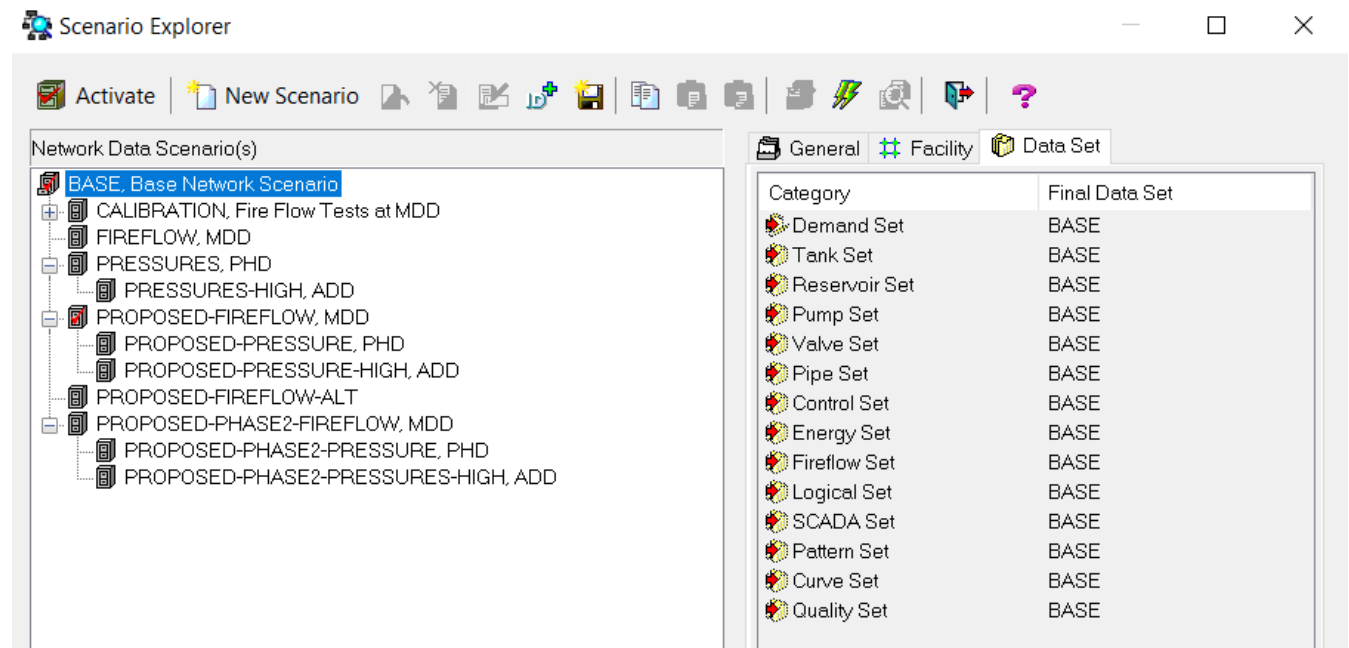 Scenario Explorer
Activate New Scenario ID
Network Data Scenario(s)
BASE, Base Network Scenario
CALIBRATION, Fire Flow Tests at MDD
FIREFLOW, MDD
PRESSURES, PHD
PRESSURES-HIGH, ADD
PROPOSED-FIREFLOW, MDD
PROPOSED-PRESSURE, PHD
PROPOSED-PRESSURE-HIGH, ADD
PROPOSED-FIREFLOW-ALT
PROPOSED-PHASE2-FIREFLOW, MDD
PROPOSED-PHASE2-PRESSURE, PHD
PROPOSED-PHASE2-PRESSURES-HIGH, ADD
General Facility Data Set
Category Final Data Set
Demand Set BASE
Tank Set BASE
Reservoir Set BASE
Pump Set BASE
Valve Set BASE
Pipe Set BASE
Control Set BASE
Energy Set BASE
Fireflow Set BASE
Logical Set BASE
SCADA Set BASE
Pattern Set BASE
Curve Set BASE
Quality Set BASE